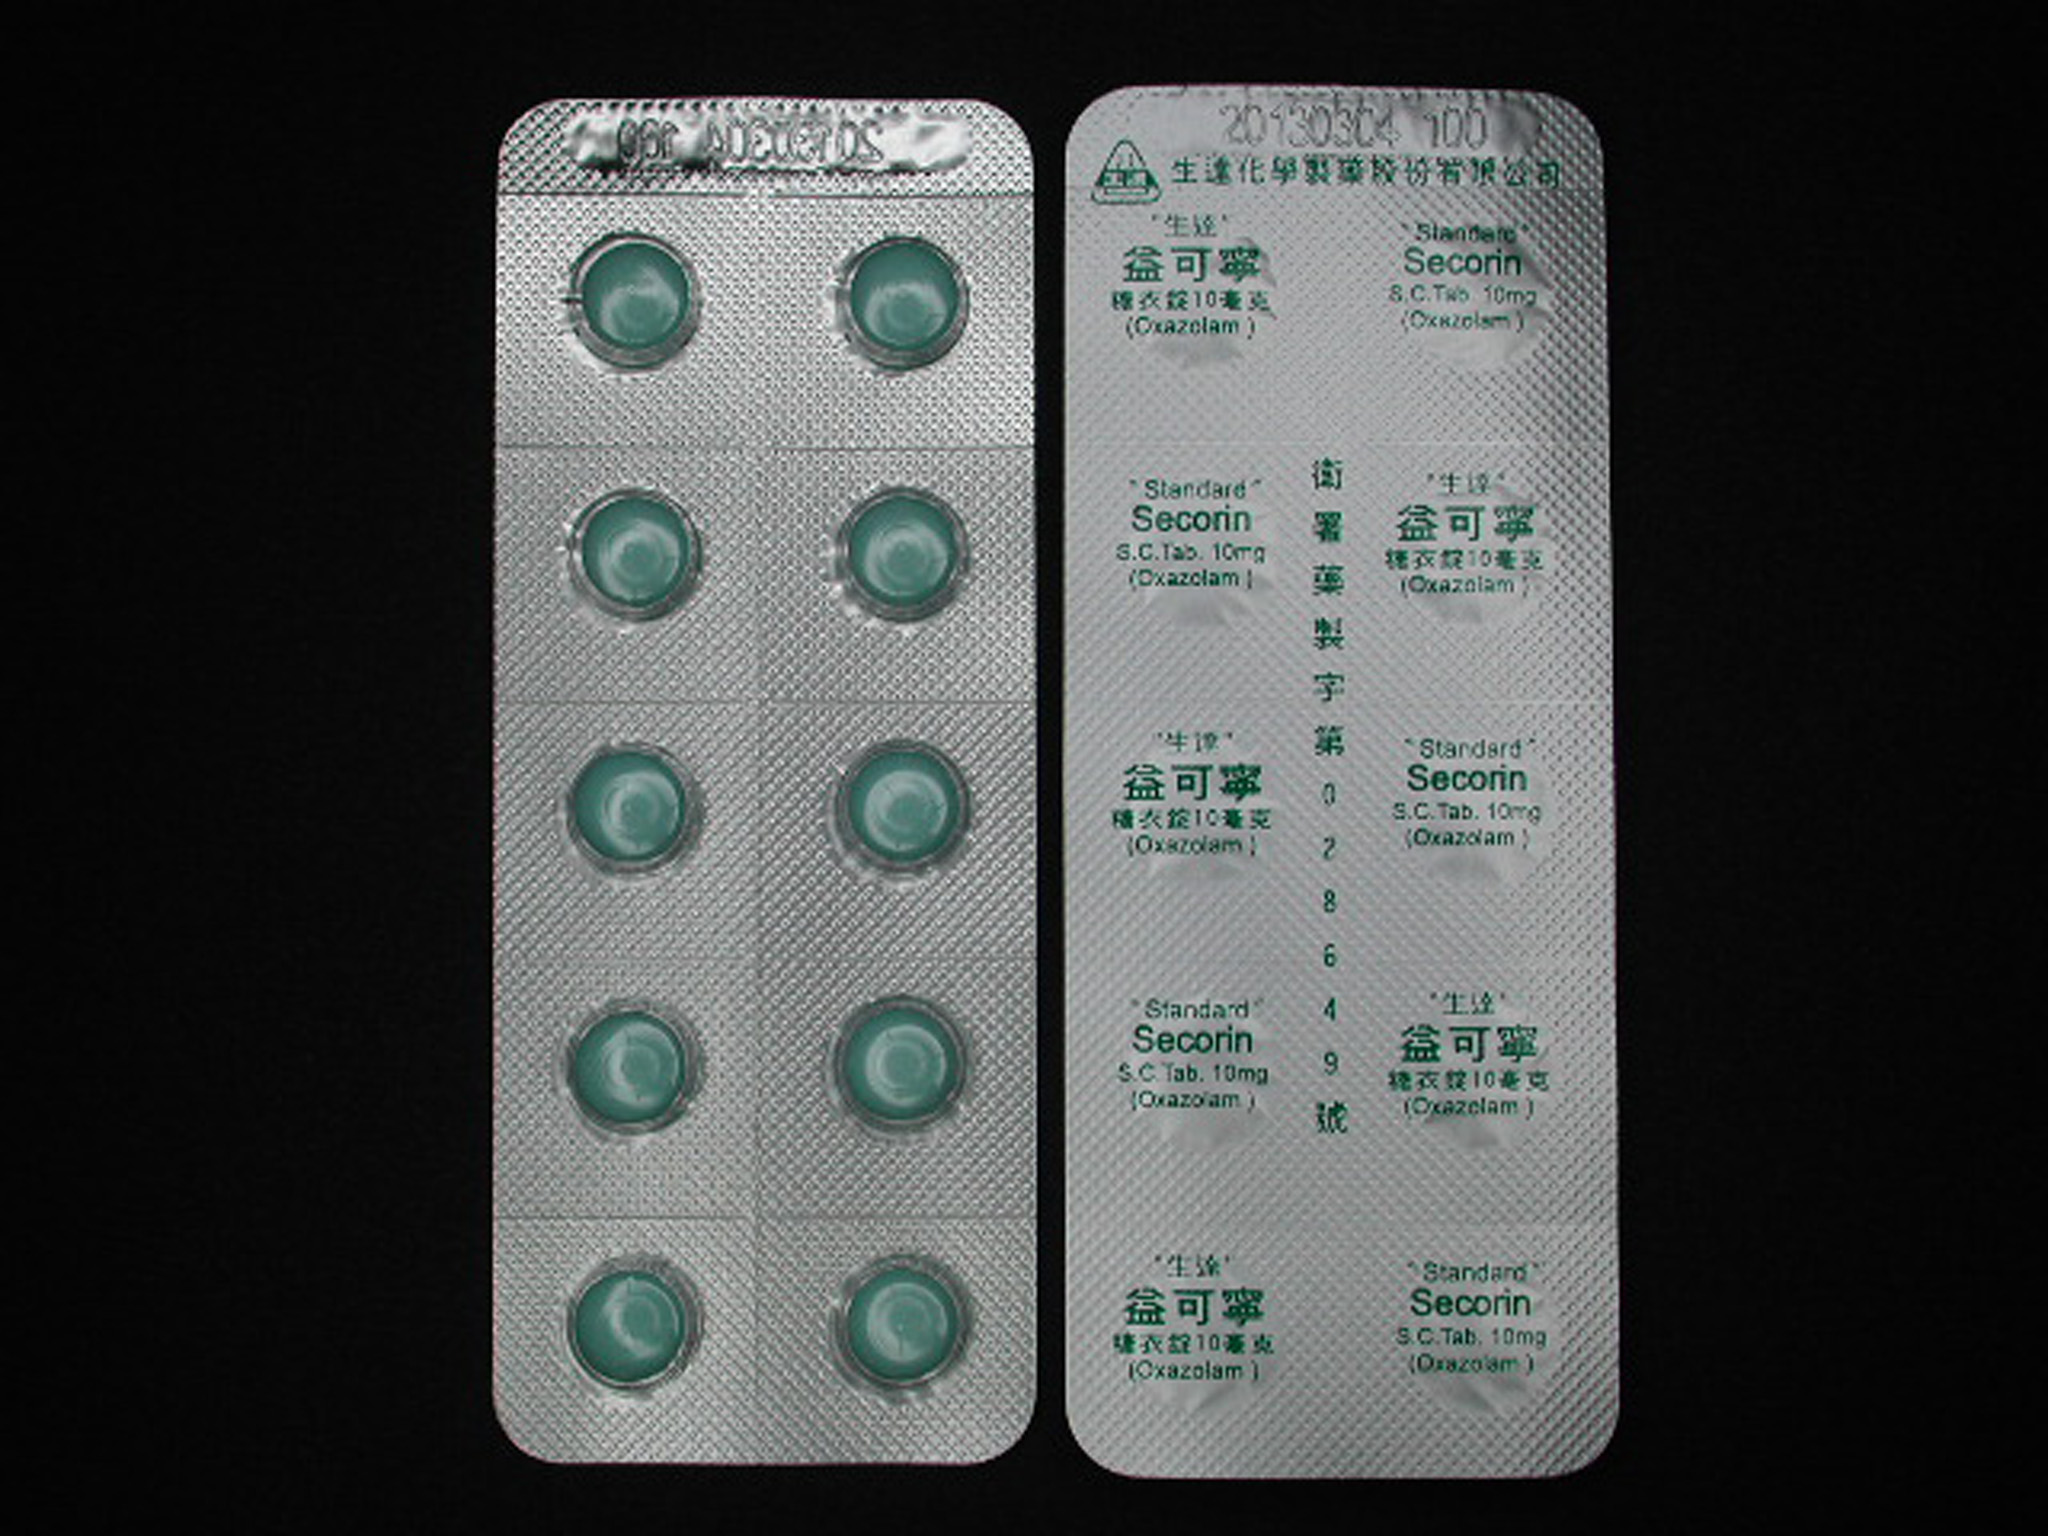 20130304 100
20130304 100
生達化學製藥股份有限公司
"生達"
益可寧
糖衣錠10毫克
(Oxazolam)
"Standard"
Secorin
S.C.Tab. 10mg
(Oxazolam)
"Standard"
Secorin
S.C.Tab. 10mg
(Oxazolam)
"生達"
益可寧
糖衣錠10毫克
(Oxazolam)
"生達"
益可寧
糖衣錠10毫克
(Oxazolam)
"Standard"
Secorin
S.C.Tab. 10mg
(Oxazolam)
"Standard"
Secorin
S.C.Tab. 10mg
(Oxazolam)
"生達"
益可寧
糖衣錠10毫克
(Oxazolam)
"生達"
益可寧
糖衣錠10毫克
(Oxazolam)
"Standard"
Secorin
S.C.Tab. 10mg
(Oxazolam)
衛署藥製字第028649號